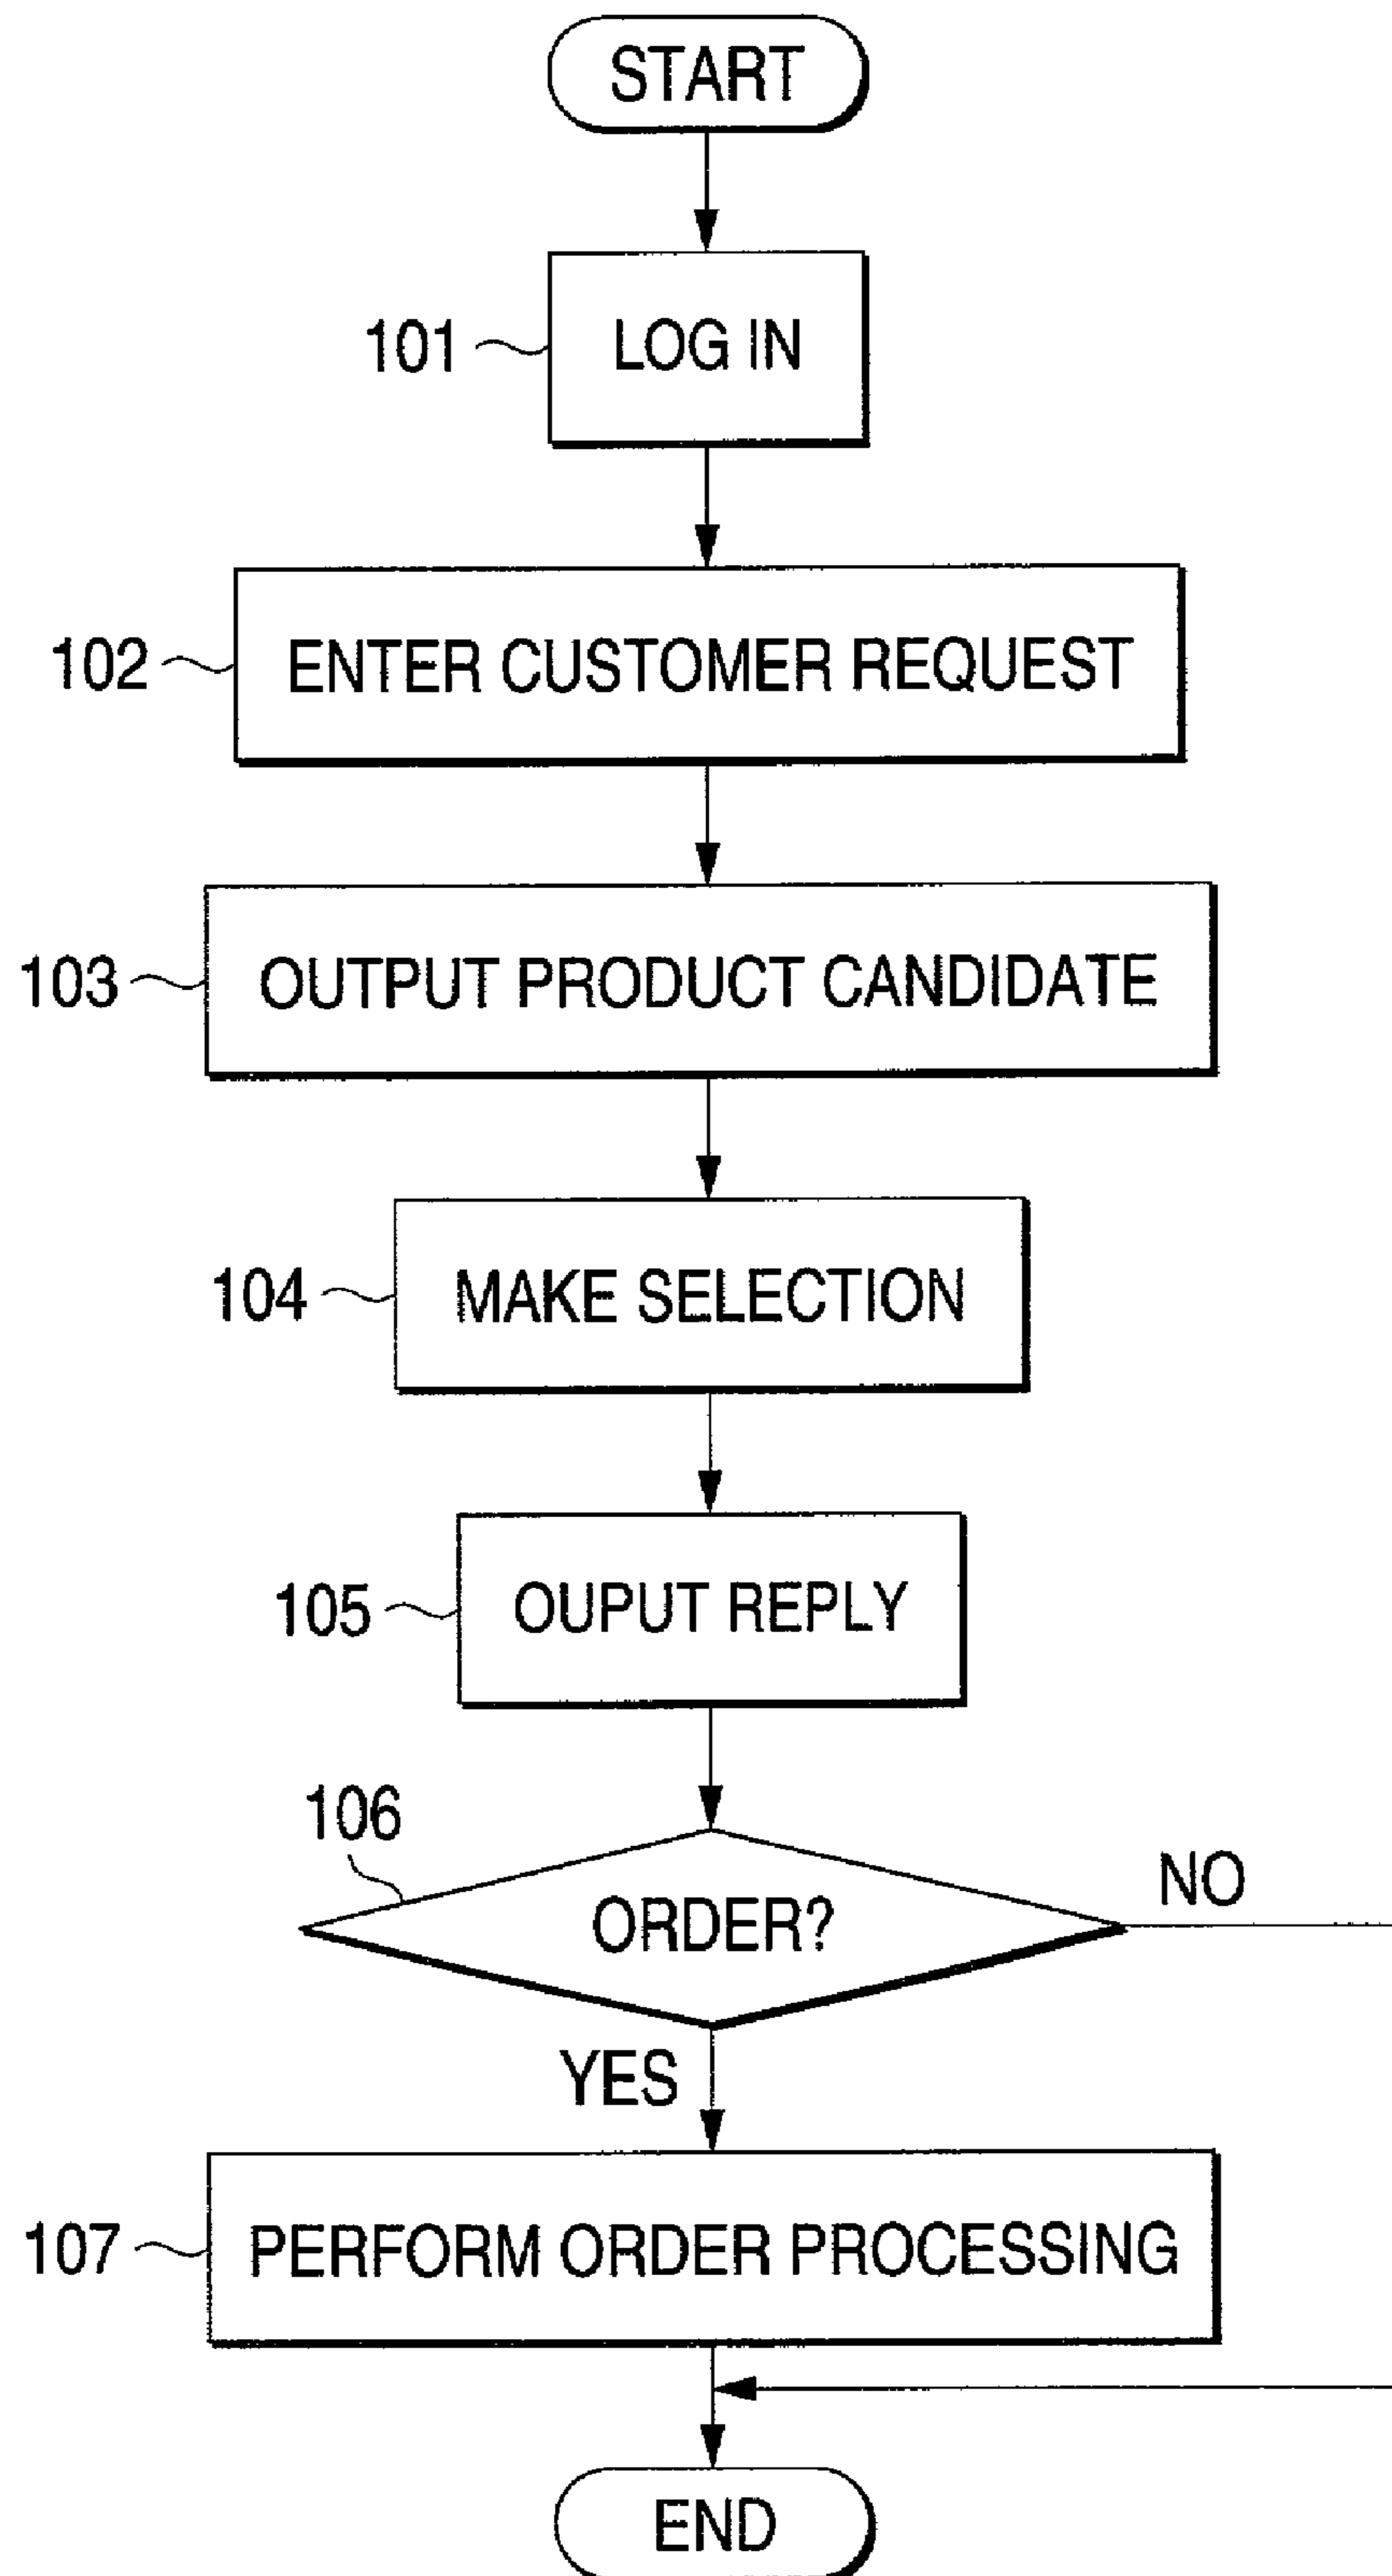 START
101 LOG IN
102 ENTER CUSTOMER REQUEST
103 OUTPUT PRODUCT CANDIDATE
104 MAKE SELECTION
105 OUPUT REPLY
106
ORDER?
NO
YES
107 PERFORM ORDER PROCESSING
END